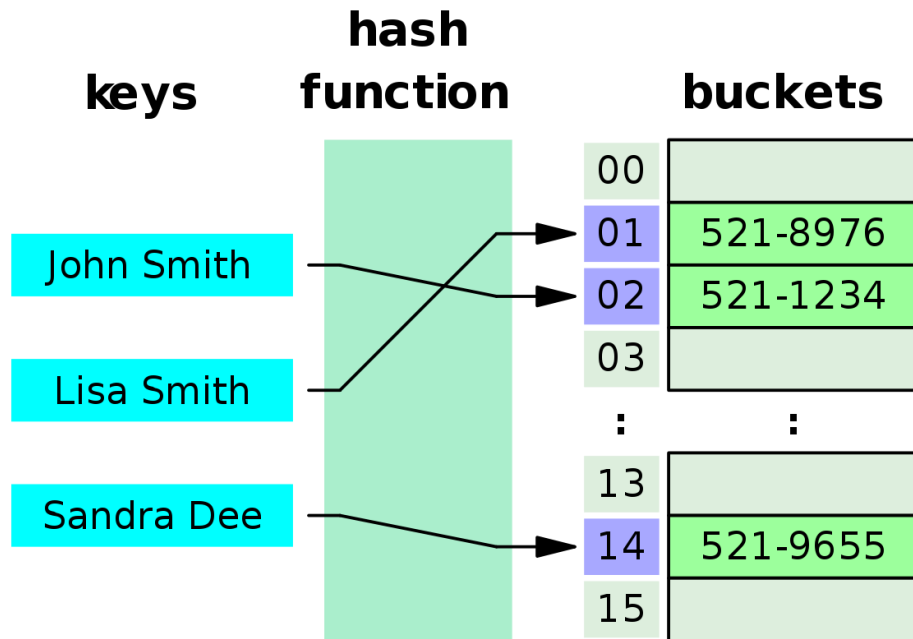 keys
hash
function
buckets
John Smith
Lisa Smith
Sandra Dee
00
01 521-8976
02 521-1234
03
: :
13
14 521-9655
15